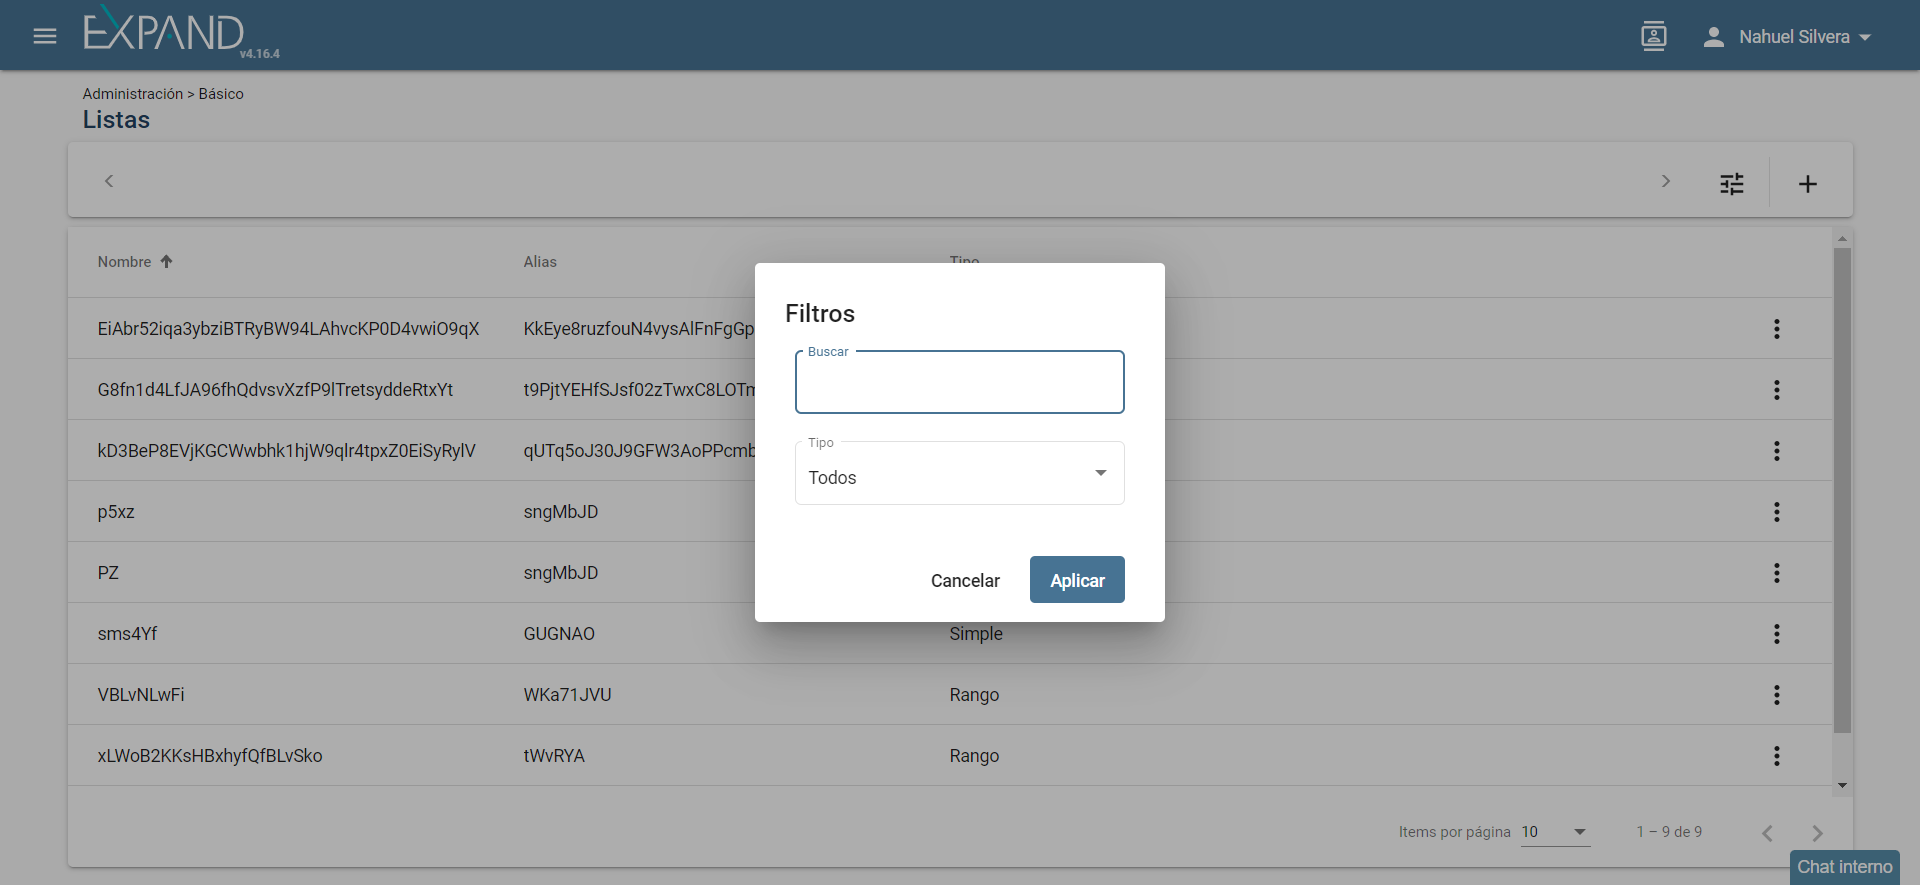 EXPAND
v4.16.4
Nahuel Silvera
Administración > Básico
Listas
Nombre Alias Tipo
EiAbr52iqa3ybziBTRyBW94LAhvcKP0D4vwiO9qX KkEye8ruzfouN4vysAlFnFgGp
G8fn1d4LfJA96fhQdvsvXzfP9lTretsyddeRtxYt t9PjtYEHfSJsf02zTwxC8LOTm
kD3BeP8EVjKGCWwbhk1hjW9qlr4tpxZ0EiSyRylV qUTq5oJ30J9GFW3AoPPcmb
p5xz sngMbJD
PZ sngMbJD
sms4Yf GUGNAO Simple
VBLvNLwFi WKa71JVU Rango
xLWoB2KKsHBxhyfQfBLvSko tWvRYA Rango
Filtros
Buscar
Tipo
Todos
Cancelar Aplicar
Items por página 10 1 – 9 de 9
Chat interno